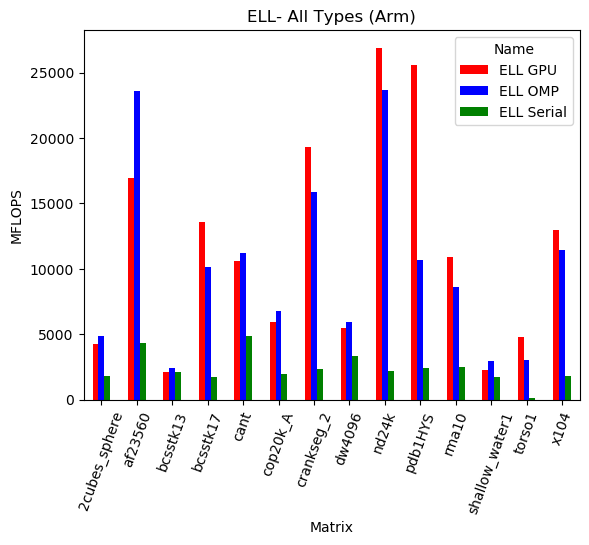 ELL- All Types (Arm)
Name
ELL GPU
ELL OMP
ELL Serial
MFLOPS
25000
20000
15000
10000
5000
0
2cubes_sphere
af23560
bcsstk13
bcsstk17
cant
cop20k_A
crankseg_2
dw4096
nd24k
pdb1HYS
rma10
shallow_water1
torso1
x104
Matrix